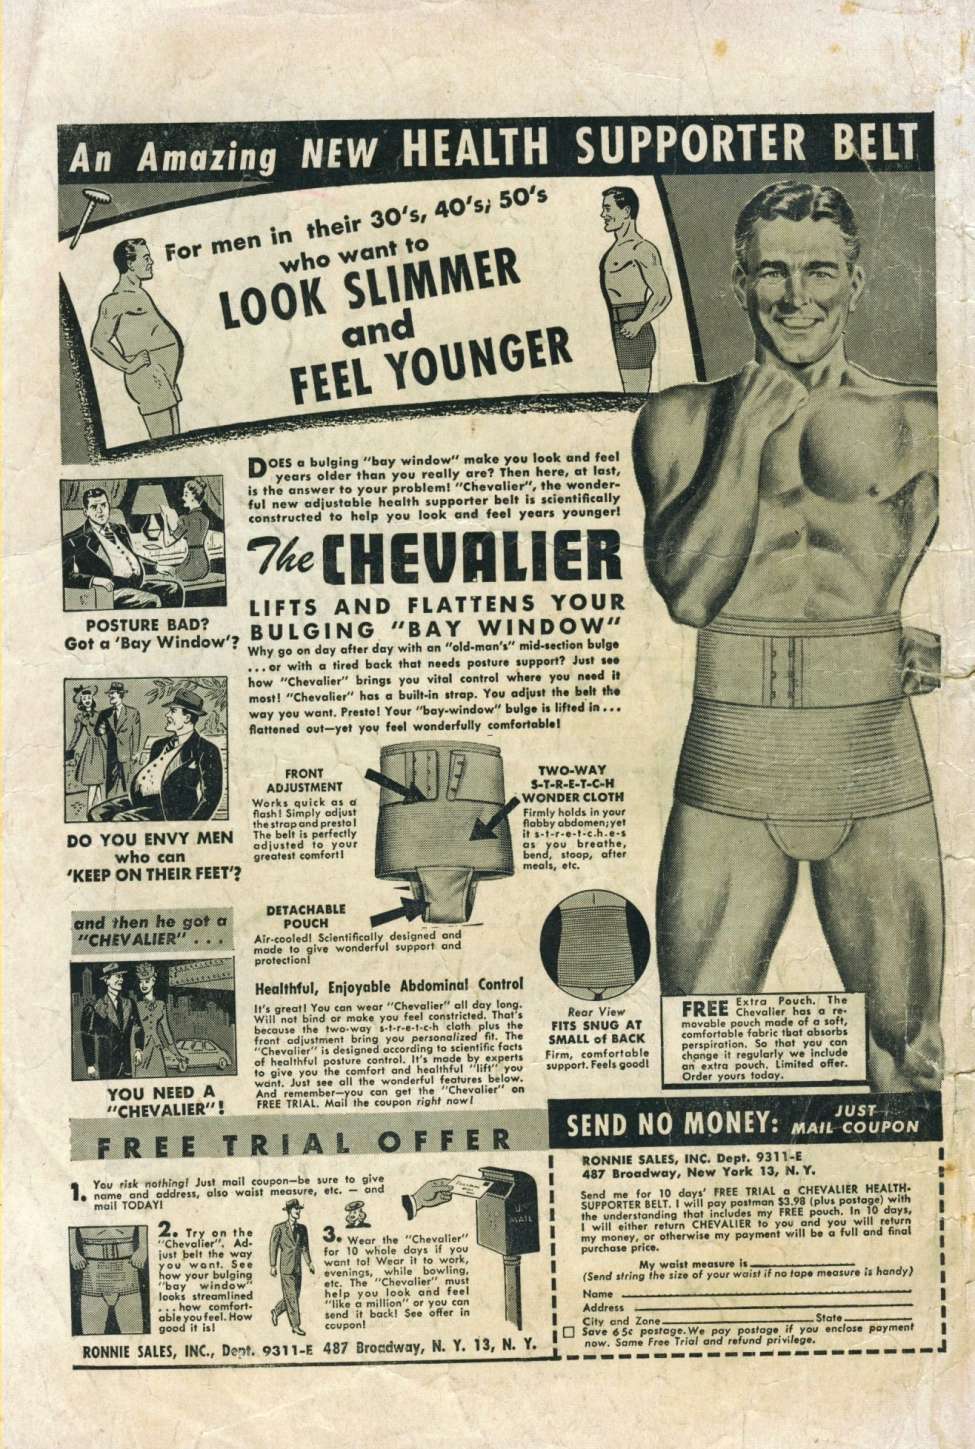 An Amazing NEW HEALTH SUPPORTER BELT
For men in their 30's, 40's, 50's
who want to
LOOK SLIMMER
and
FEEL YOUNGER
DOES a bulging "bay window" make you look and feel
years older than you really are? Then here, at last,
is the answer to your problem! "Chevalier", the wonder-
ful new adjustable health supporter belt is scientifically
constructed to help you look and feel years younger!
The CHEVALIER
LIFTS AND FLATTENS YOUR
BULGING "BAY WINDOW"
Why go on day after day with an "old-man's" mid-section bulge
...or with a tired back that needs posture support? Just see
how "Chevalier" brings you vital control where you need it
most! "Chevalier" has a built-in strap. You adjust the belt the
way you want. Presto! Your "bay-window" bulge is lifted in...
flattened out—yet you feel wonderfully comfortable!
POSTURE BAD?
Got a 'Bay Window'?
DO YOU ENVY MEN
who can
'KEEP ON THEIR FEET'?
and then he got a
"CHEVALIER" . . .
YOU NEED A
"CHEVALIER"!
FRONT
ADJUSTMENT
Works quick as a
flash! Simply adjust
the strap and presto!
The belt is perfectly
adjusted to your
greatest comfort!
TWO-WAY
S-T-R-E-T-C-H
WONDER CLOTH
Firmly holds in your
flabby abdomen; yet
it s-t-r-e-t-c-h-e-s
as you breathe,
bend, stoop, after
meals, etc.
DETACHABLE
POUCH
Air-cooled! Scientifically designed and
made to give wonderful support and
protection!
Healthful, Enjoyable Abdominal Control
It's great! You can wear "Chevalier" all day long.
Will not bind or make you feel constricted. That's
because the two-way s-t-r-e-t-c-h cloth plus the
front adjustment bring you personalized fit. The
"Chevalier" is designed according to scientific facts
of healthful posture control. It's made by experts
to give you the comfort and healthful "lift" you
want. Just see all the wonderful features below.
And remember—you can get the "Chevalier" on
FREE TRIAL. Mail the coupon right now!
Rear View
FITS SNUG AT
SMALL of BACK
Firm, comfortable
support. Feels good!
FREE Extra Pouch. The
Chevalier has a re-
movable pouch made of a soft,
comfortable fabric that absorbs
perspiration. So that you can
change it regularly we include
an extra pouch. Limited offer.
Order yours today.
FREE TRIAL OFFER
1. You risk nothing! Just mail coupon—be sure to give
name and address, also waist measure, etc. — and
mail TODAY!
2. Try on the
"Chevalier". Ad-
just belt the way
you want. See
how your bulging
"bay window"
looks streamlined
...how comfort-
able you feel. How
good it is!
3. Wear the "Chevalier"
for 10 whole days if you
want to! Wear it to work,
evenings, while bowling,
etc. The "Chevalier" must
help you look and feel
"like a million" or you can
send it back! See offer in
coupon!
MAIL
RONNIE SALES, INC., Dept. 9311-E 487 Broadway, N. Y. 13, N. Y.
SEND NO MONEY: JUST
MAIL COUPON
RONNIE SALES, INC. Dept. 9311-E
487 Broadway, New York 13, N. Y.
Send me for 10 days' FREE TRIAL a CHEVALIER HEALTH-
SUPPORTER BELT. I will pay postman $3.98 (plus postage) with
the understanding that includes my FREE pouch. In 10 days,
I will either return CHEVALIER to you and you will return
my money, or otherwise my payment will be a full and final
purchase price.
My waist measure is
(Send string the size of your waist if no tape measure is handy)
Name
Address
City and Zone State
Save 65c postage. We pay postage if you enclose payment
now. Same Free Trial and refund privilege.